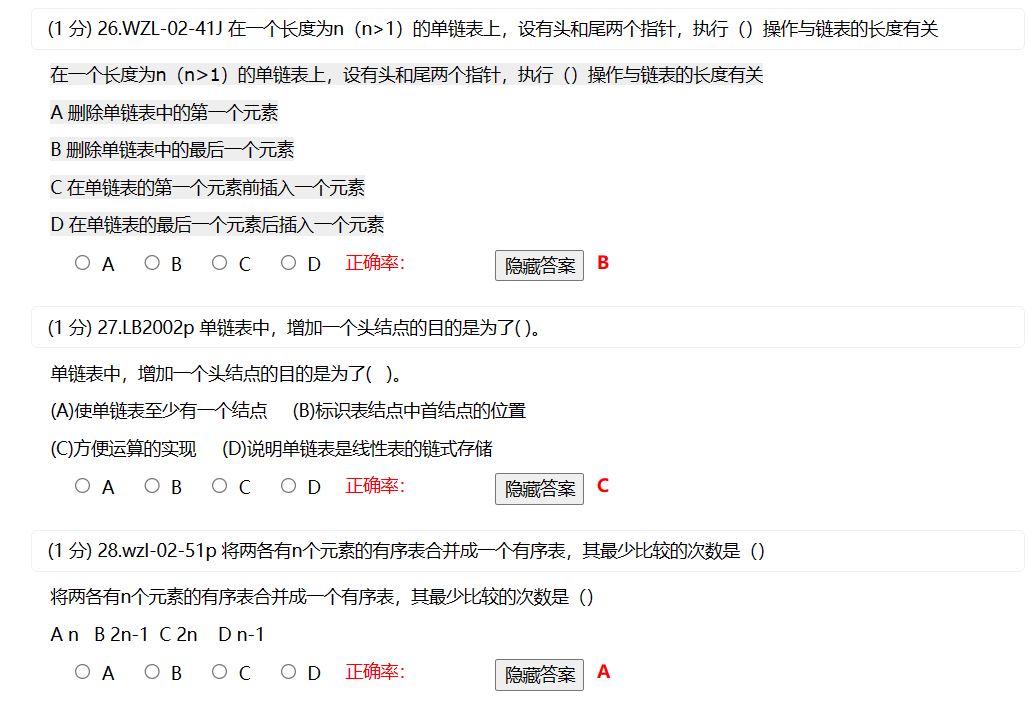 (1 分) 26.WZL-02-41J 在一个长度为n（n>1）的单链表上，设有头和尾两个指针，执行（）操作与链表的长度有关
在一个长度为n（n>1）的单链表上，设有头和尾两个指针，执行（）操作与链表的长度有关
A 删除单链表中的第一个元素
B 删除单链表中的最后一个元素
C 在单链表的第一个元素前插入一个元素
D 在单链表的最后一个元素后插入一个元素
A B C D 正确率: 隐藏答案 B
(1 分) 27.LB2002p 单链表中，增加一个头结点的目的是为了( )。
单链表中，增加一个头结点的目的是为了( )。
(A)使单链表至少有一个结点 (B)标识表结点中首结点的位置
(C)方便运算的实现 (D)说明单链表是线性表的链式存储
A B C D 正确率: 隐藏答案 C
(1 分) 28.wzl-02-51p 将两各有n个元素的有序表合并成一个有序表，其最少比较的次数是（）
将两各有n个元素的有序表合并成一个有序表，其最少比较的次数是（）
A n B 2n-1 C 2n D n-1
A B C D 正确率: 隐藏答案 A